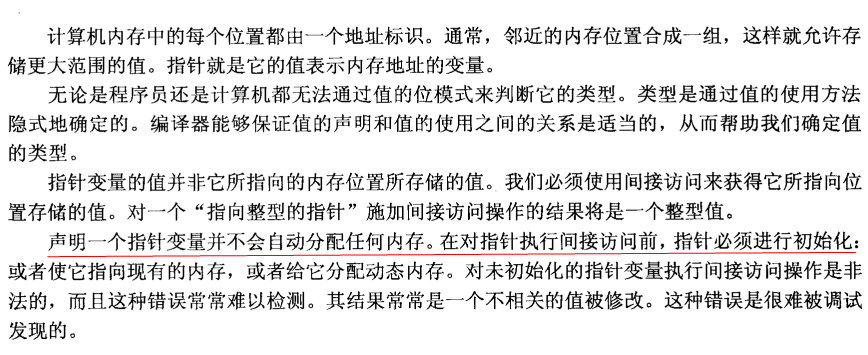 计算机内存中的每个位置都由一个地址标识。通常，邻近的内存位置合成一组，这样就允许存
储更大范围的值。指针就是它的值表示内存地址的变量。
无论是程序员还是计算机都无法通过值的位模式来判断它的类型。类型是通过值的使用方法
隐式地确定的。编译器能够保证值的声明和值的使用之间的关系是适当的，从而帮助我们确定值
的类型。
指针变量的值并非它所指向的内存位置所存储的值。我们必须使用间接访问来获得它所指向位
置存储的值。对一个“指向整型的指针”施加间接访问操作的结果将是一个整型值。
声明一个指针变量并不会自动分配任何内存。在对指针执行间接访问前，指针必须进行初始化：
或者使它指向现有的内存，或者给它分配动态内存。对未初始化的指针变量执行间接访问操作是非
法的，而且这种错误常常难以检测。其结果常常是一个不相关的值被修改。这种错误是很难被调试
发现的。